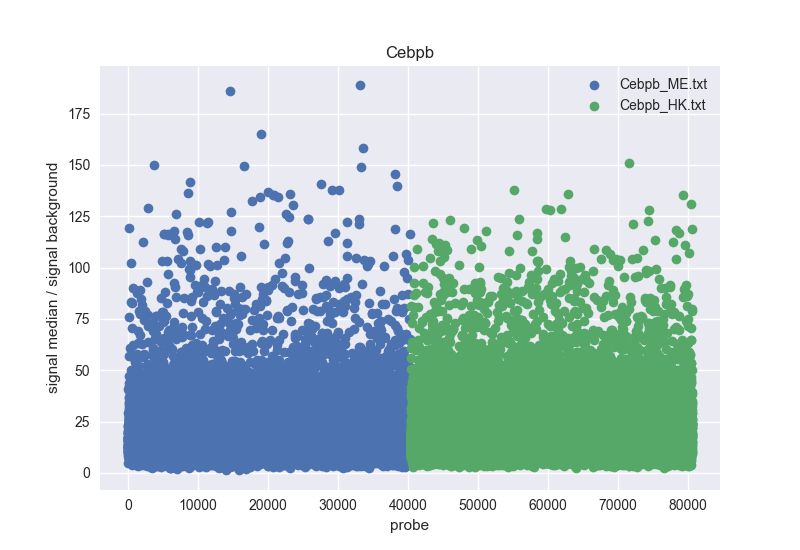 Cebpb
Cebpb_ME.txt
Cebpb_HK.txt
signal median / signal background
175
150
125
100
75
50
25
0
0 10000 20000 30000 40000 50000 60000 70000 80000
probe